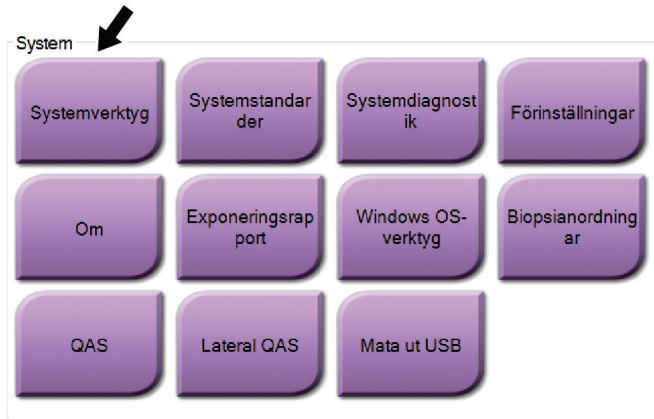 System
Systemverktyg
Systemstandar
der
Systemdiagnost
ik
Förinställningar
Om
Exponeringsrap
port
Windows OS-
verktyg
Biopsianordning
ar
QAS
Lateral QAS
Mata ut USB